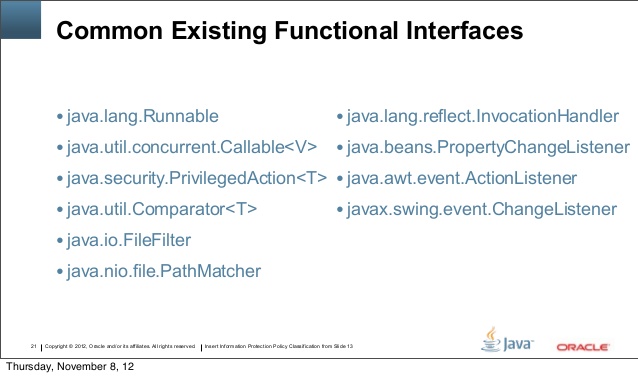 Common Existing Functional Interfaces
• java.lang.Runnable
• java.util.concurrent.Callable<V>
• java.security.PrivilegedAction<T>
• java.util.Comparator<T>
• java.io.FileFilter
• java.nio.file.PathMatcher
• java.lang.reflect.InvocationHandler
• java.beans.PropertyChangeListener
• java.awt.event.ActionListener
• javax.swing.event.ChangeListener
21 Copyright © 2012, Oracle and/or its affiliates. All rights reserved Insert Information Protection Policy Classification from Slide 13
Java™
ORACLE
Thursday, November 8, 12